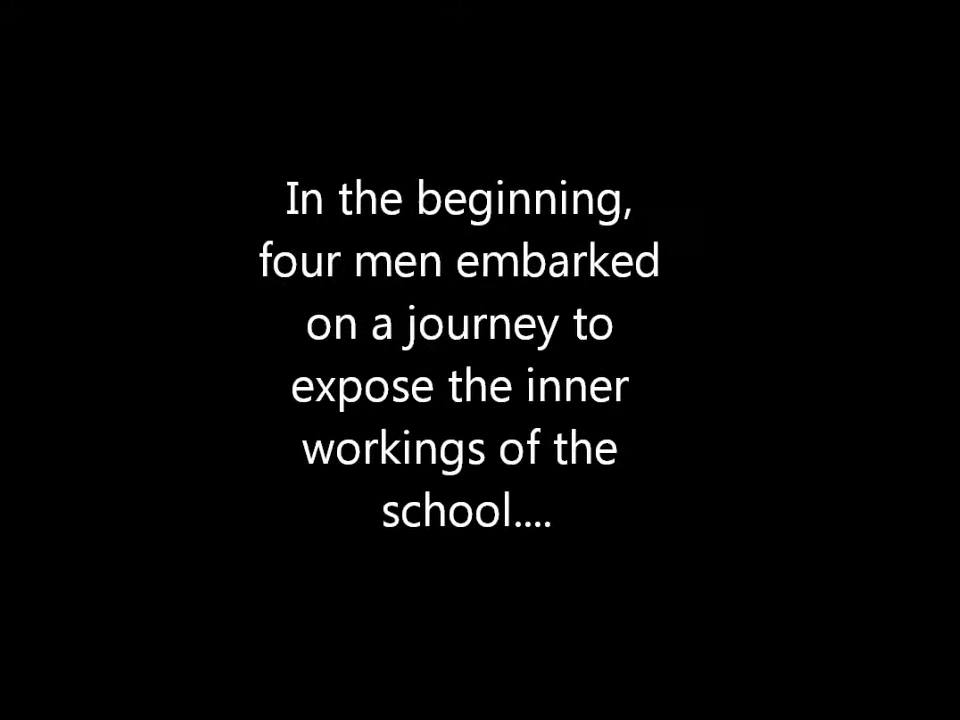 In the beginning,
four men embarked
on a journey to
expose the inner
workings of the
school....